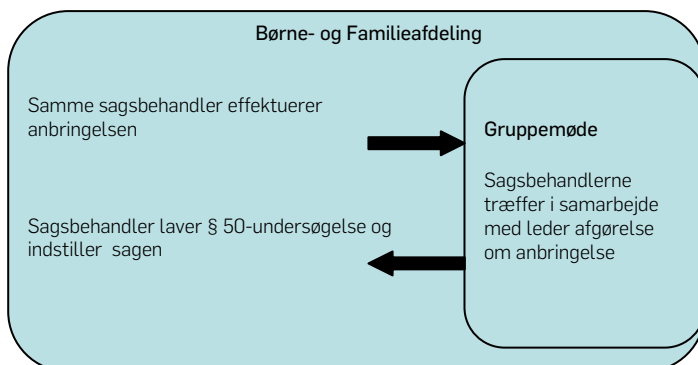 Børne- og Familieafdeling
Samme sagsbehandler effektuerer
anbringelsen
Sagsbehandler laver § 50-undersøgelse og
indstiller sagen
Gruppemøde
Sagsbehandlerne
træffer i samarbejde
med leder afgørelse
om anbringelse